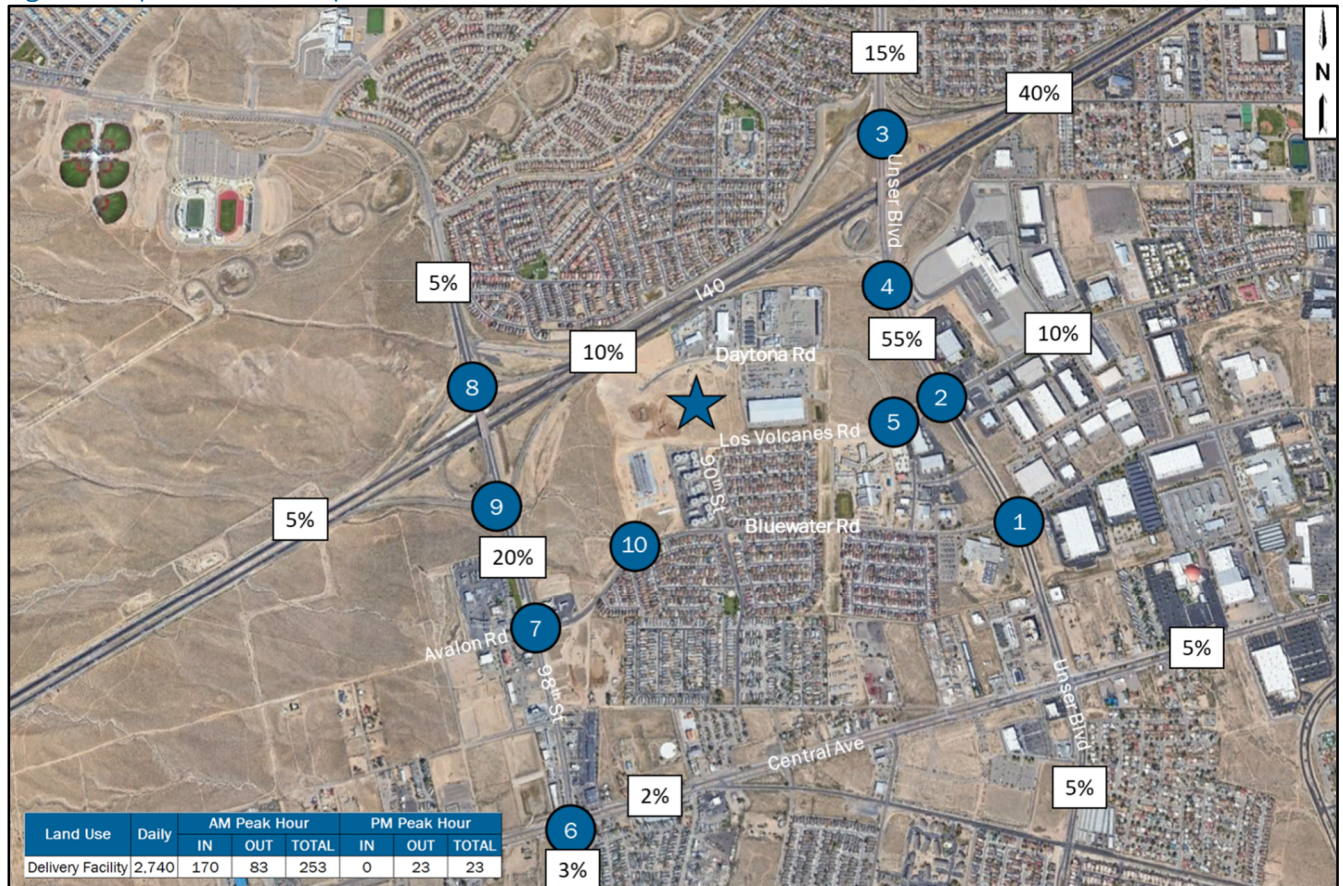 15%
N
40%
3
Unser Blvd
4
5%
I40
55%
10%
10%
Daytona Rd
8
2
5
Los Volcanes Rd
90th St
9
5%
1
Bluewater Rd
10
20%
7
Avalon Rd
98th St
5%
Unser Blvd
Central Ave
2%
5%
6
3%
Land Use Daily AM Peak Hour PM Peak Hour
IN OUT TOTAL IN OUT TOTAL
Delivery Facility 2,740 170 83 253 0 23 23